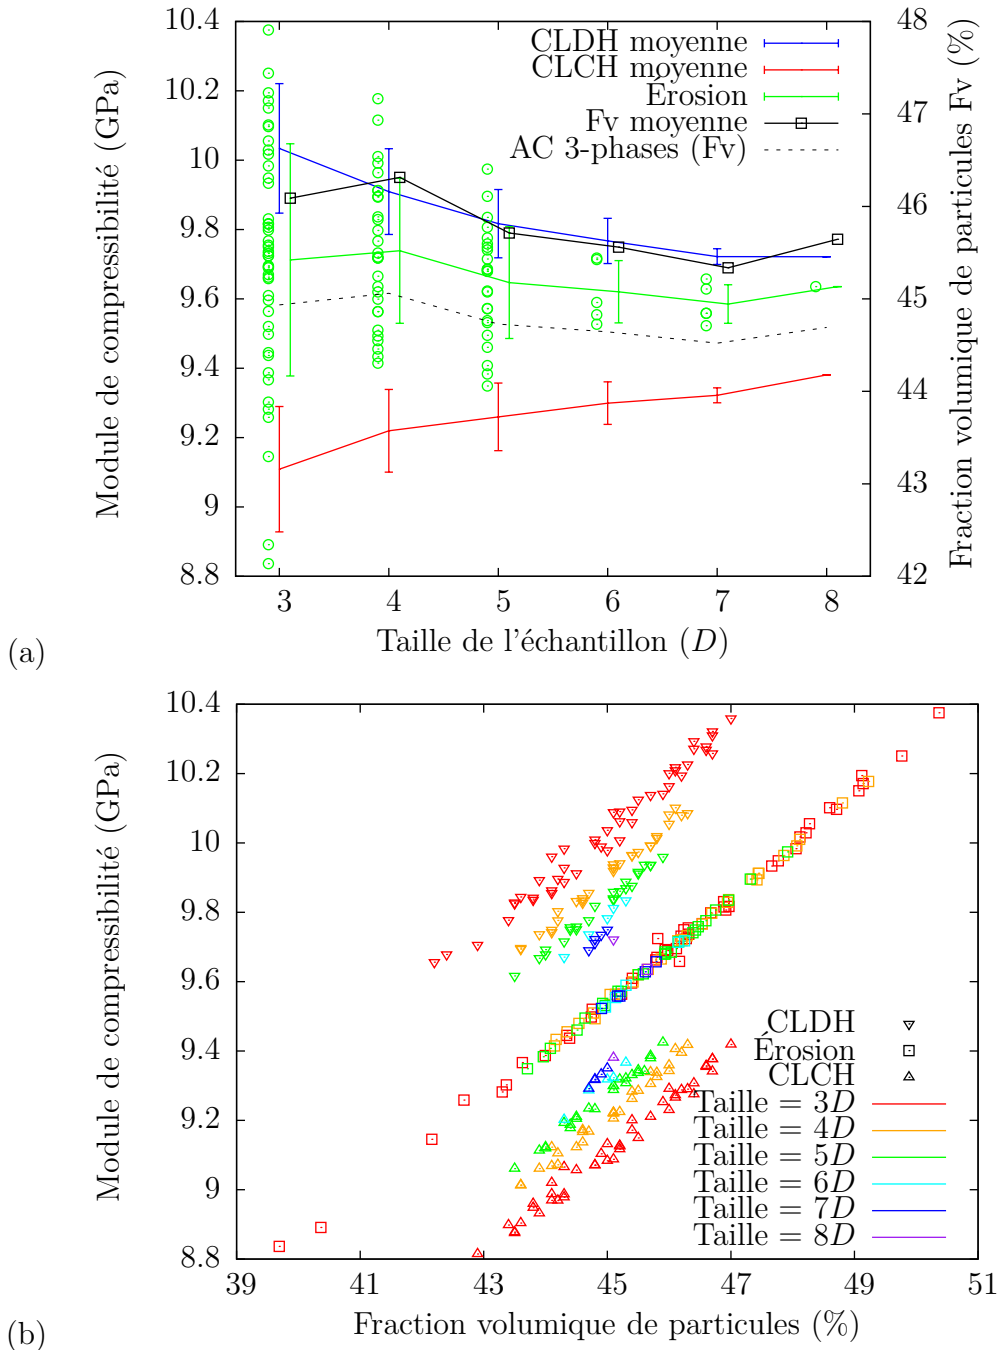 10.4
10.2
10
9.8
9.6
9.4
9.2
9
8.8
Module de compressibilité (GPa)
CLDH moyenne
CLCH moyenne
Érosion
Fv moyenne
AC 3-phases (Fv)
48
47
46
45
44
43
42
Fraction volumique de particules Fv (%)
3 4 5 6 7 8
Taille de l'échantillon (D)
(a)
10.4
10.2
10
9.8
9.6
9.4
9.2
9
8.8
Module de compressibilité (GPa)
CLDH
Érosion
CLCH
Taille = 3D
Taille = 4D
Taille = 5D
Taille = 6D
Taille = 7D
Taille = 8D
39 41 43 45 47 49 51
Fraction volumique de particules (%)
(b)